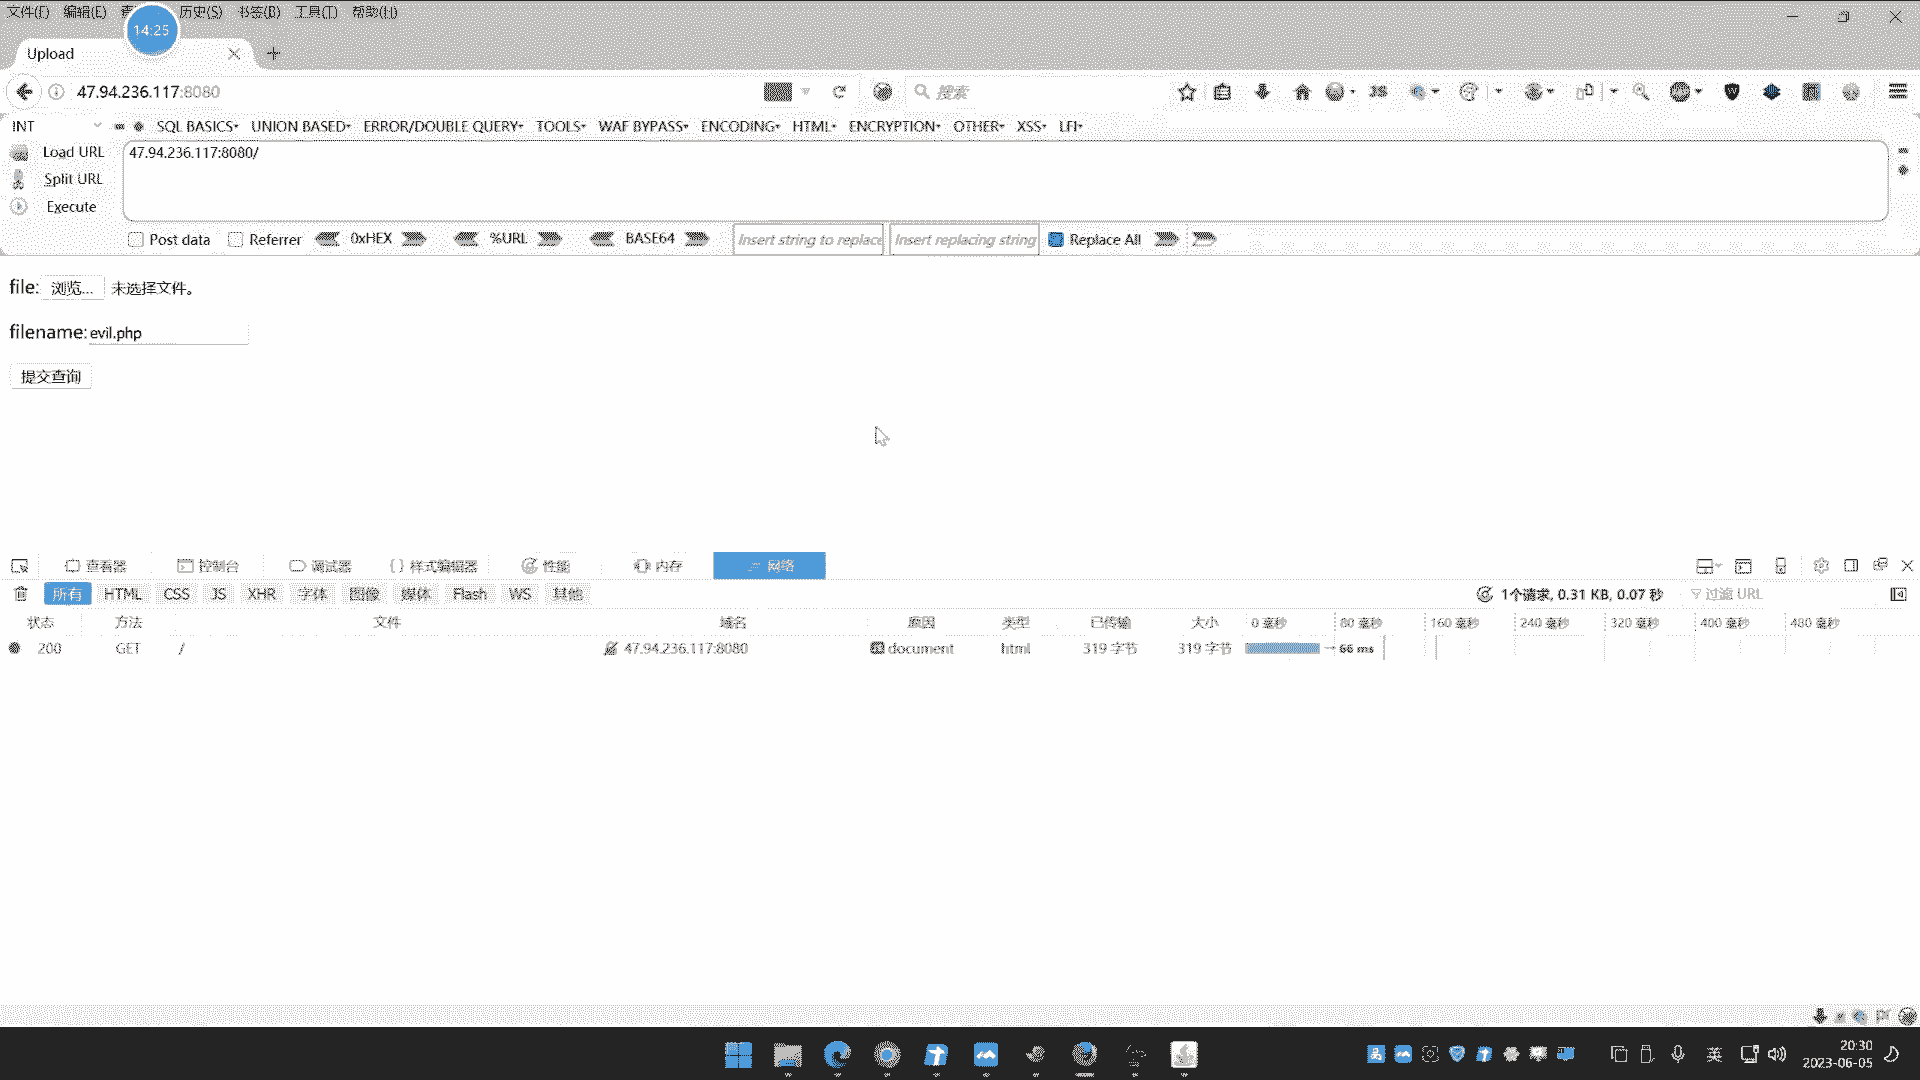 文件(F) 编辑(E) 历史(S) 书签(B) 工具(T) 帮助(H)
14:25
Upload
47.94.236.117:8080
搜索
INT SQL BASICS UNION BASED ERROR/DOUBLE QUERY TOOLS WAF BYPASS ENCODING HTML ENCRYPTION OTHER XSS LFI
Load URL 47.94.236.117:8080/
Split URL
Execute
Post data Referrer 0xHEX %URL BASE64 Insert string to replace Insert replacing string Replace All
file: 浏览... 未选择文件。
filename: evil.php
提交查询
查看器 控制台 调试器 {} 样式编辑器 性能 内存 网络
所有 HTML CSS JS XHR 字体 图像 媒体 Flash WS 其他 1个请求, 0.31 KB, 0.07 秒 过滤 URL
状态 方法 文件 域名 原因 类型 已传输 大小 0 毫秒 80 毫秒 160 毫秒 240 毫秒 320 毫秒 400 毫秒 480 毫秒
200 GET / 47.94.236.117:8080 document html 319 字节 319 字节 → 66 ms
英
20:30
2023-06-05